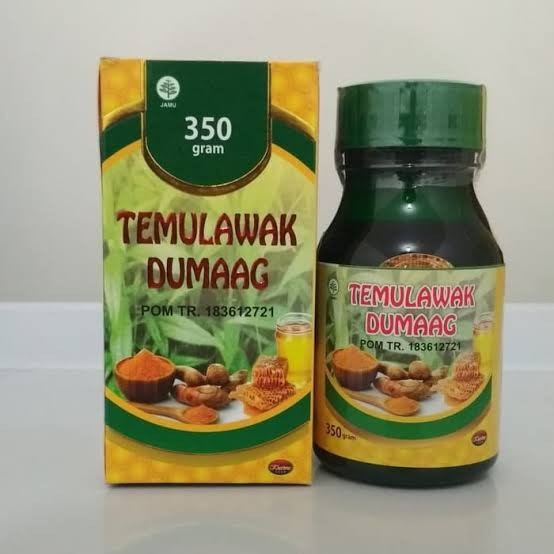 JAMU
350
gram
TEMULAWAK
DUMAAG
POM TR. 183612721
TEMULAWAK
DUMAAG
POM TR. 183612721
350 gram